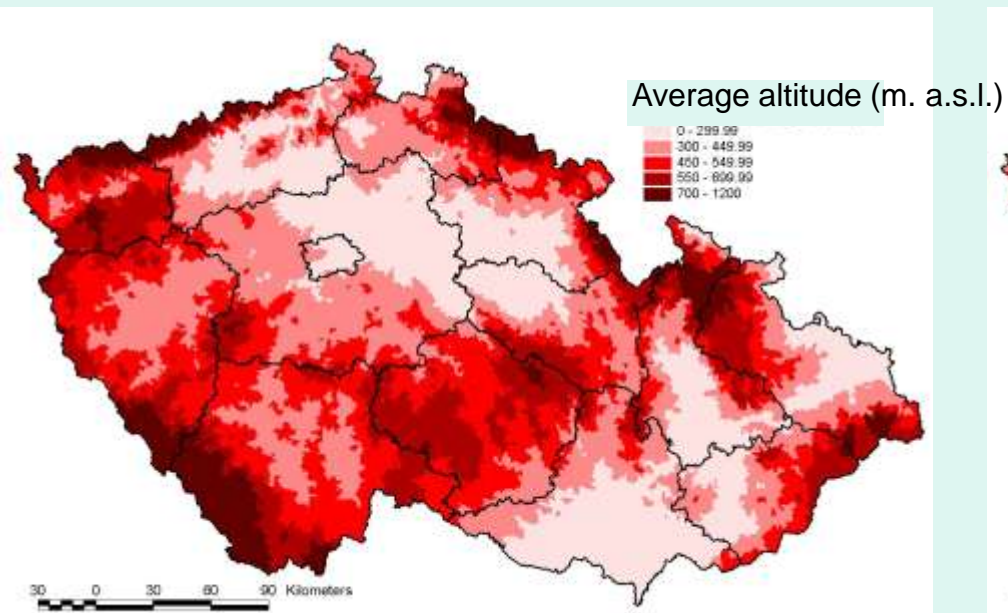 Average altitude (m. a.s.l.)
0 - 299.99
300 - 449.99
450 - 549.99
550 - 699.99
700 - 1200
30 0 30 60 90 Kilometers